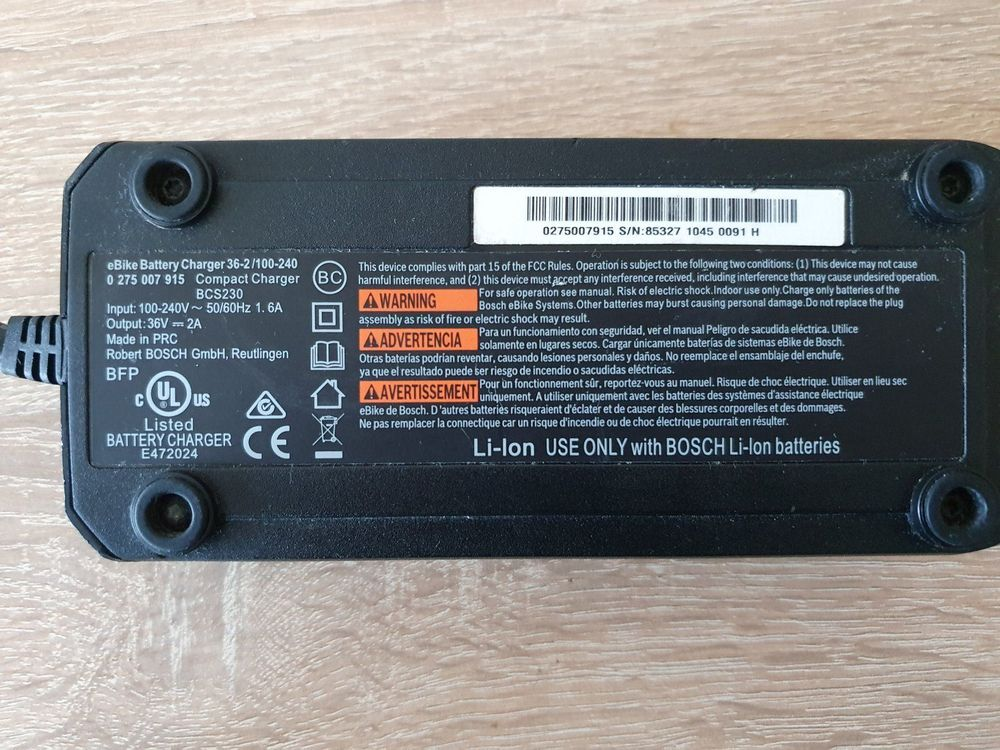 0275007915 S/N:85327 1045 0091 H
eBike Battery Charger 36-2/100-240
0 275 007 915 Compact Charger
BCS230
Input: 100-240V ~ 50/60Hz 1. 6A
Output: 36V ⎓ 2A
Made in PRC
Robert BOSCH GmbH, Reutlingen
BFP
C UL US
®
Listed
BATTERY CHARGER
E472024
CE
BC
This device complies with part 15 of the FCC Rules. Operation is subject to the following two conditions: (1) This device may not cause
harmful interference, and (2) this device must accept any interference received, including interference that may cause undesired operation.
WARNING For safe operation see manual. Risk of electric shock. Indoor use only. Charge only batteries of the
Bosch eBike Systems. Other batteries may burst causing personal damage. Do not replace the plug
assembly as risk of fire or electric shock may result.
ADVERTENCIA Para un funcionamiento con seguridad, ver el manual Peligro de sacudida eléctrica. Utilice
solamente en lugares secos. Cargar únicamente baterías de sistemas eBike de Bosch.
Otras baterías podrían reventar, causando lesiones personales y daños. No reemplace el ensamblaje del enchufe,
ya que el resultado puede ser riesgo de incendio o sacudidas eléctricas.
AVERTISSEMENT Pour un fonctionnement sûr, reportez-vous au manuel. Risque de choc électrique. Utiliser en lieu sec
uniquement. A utiliser uniquement avec les batteries des systèmes d'assistance électrique
eBike de Bosch. D 'autres batteries risqueraient d'éclater et de causer des blessures corporelles et des dommages.
Ne pas remplacer la connectique car un risque d'incendie ou de choc électrique pourrait en résulter.
Li-Ion USE ONLY with BOSCH Li-Ion batteries